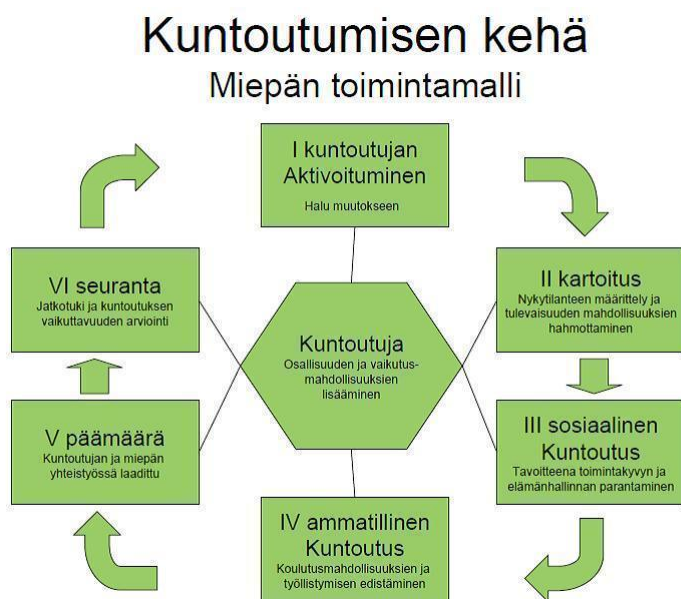 Kuntoutumisen kehä
Miepän toimintamalli
I kuntoutujan
Aktivoituminen
Halu muutokseen
II kartoitus
Nykytilanteen määrittely ja
tulevaisuuden mahdollisuuksien
hahmottaminen
III sosiaalinen
Kuntoutus
Tavoitteena toimintakyvyn ja
elämänhallinnan parantaminen
IV ammatillinen
Kuntoutus
Koulutusmahdollisuuksien ja
työllistymisen edistäminen
V päämäärä
Kuntoutujan ja miepän
yhteistyössä laadittu
VI seuranta
Jatkotuki ja kuntoutuksen
vaikuttavuuden arviointi
Kuntoutuja
Osallisuuden ja vaikutus-
mahdollisuuksien
lisääminen